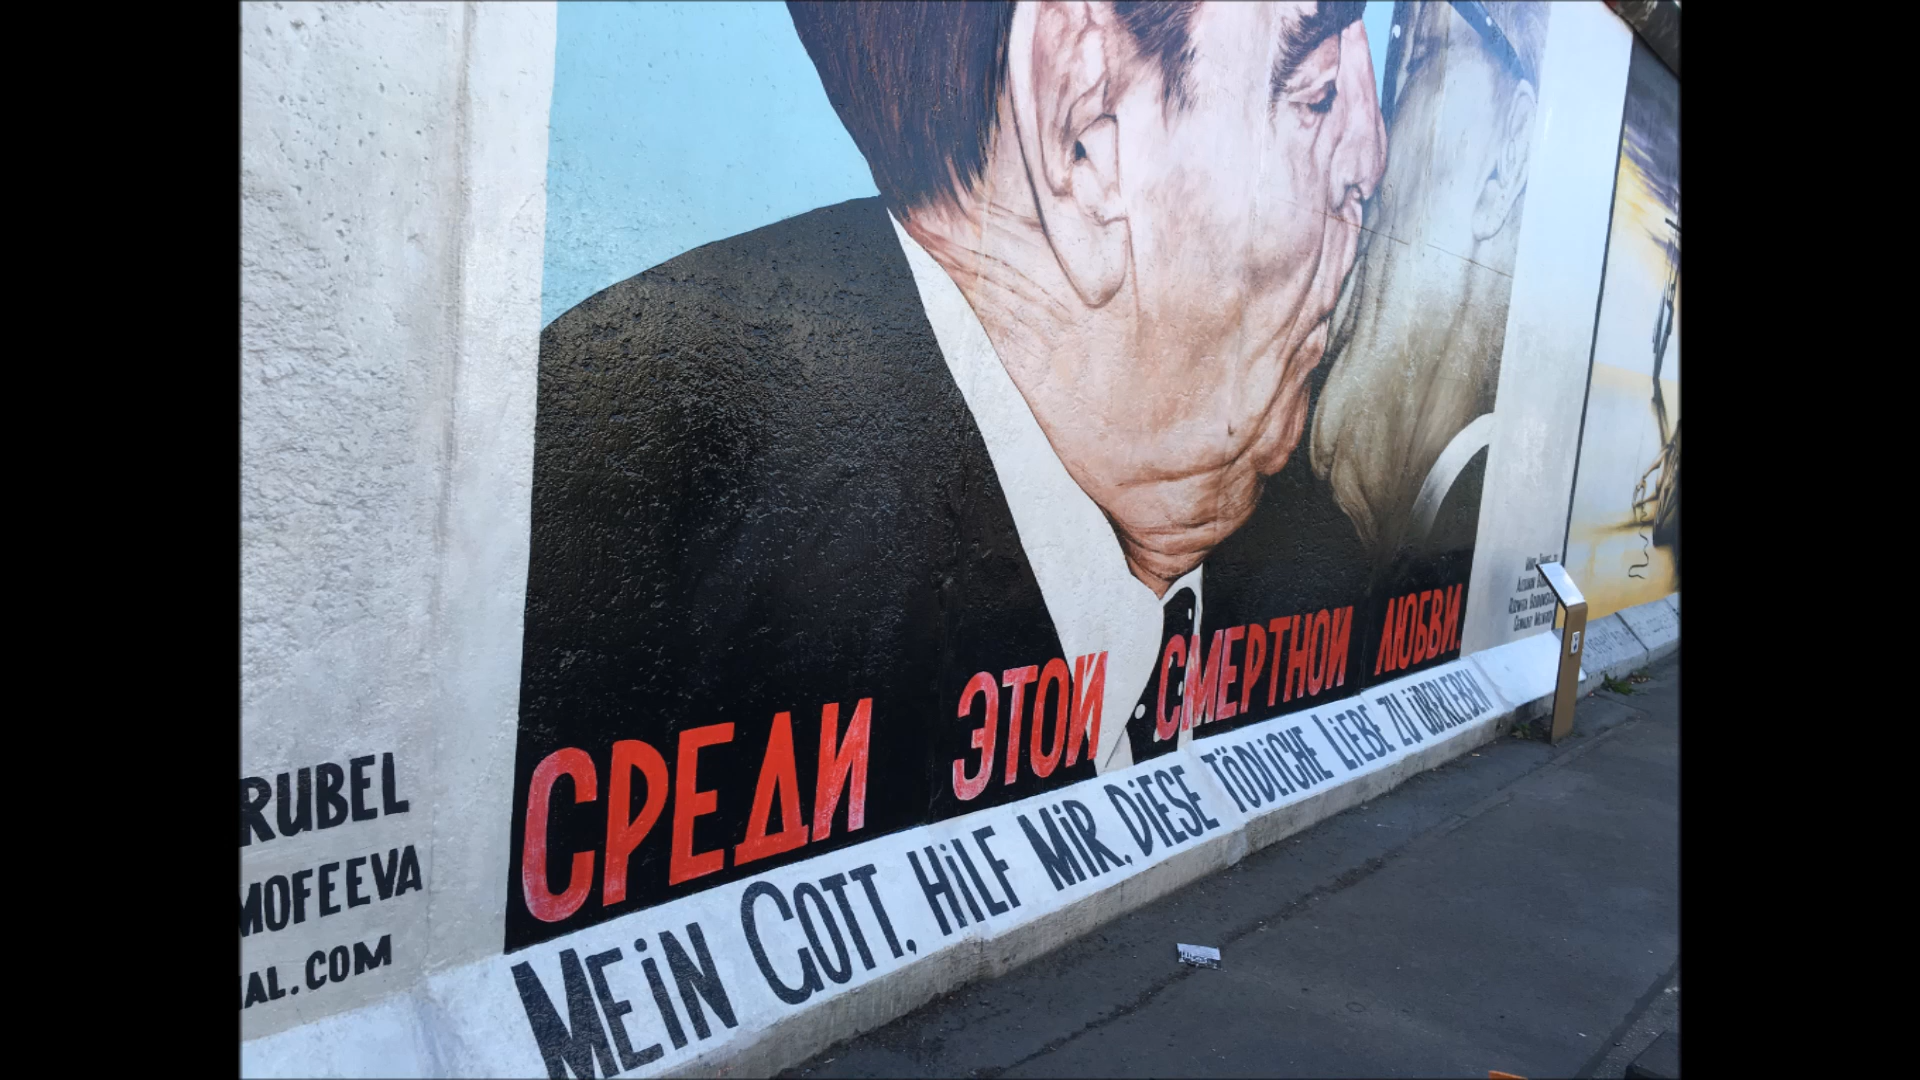 СРЕДИ ЭТОЙ СМЕРТНОЙ ЛЮБВИ.
MEiN GOTT, HiLF MiR, DiESE TÖDLiCHE LiEBE ZU ÜBERLEBEN
RUBEL
MOFEEVA
AL.COM